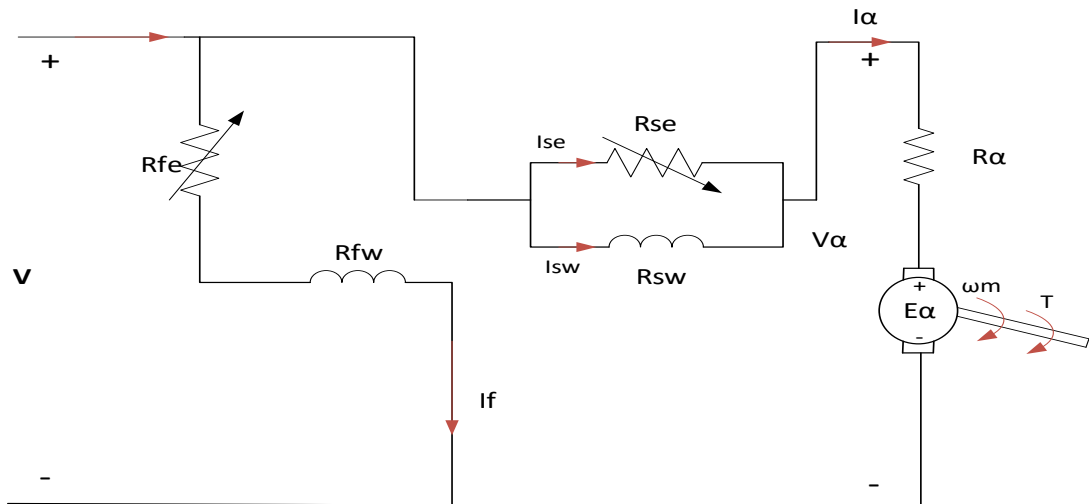 Iα
+
+
Rse
Ise
Rfe
Rα
Rfw
Vα
Isw
Rsw
V
ωm
T
+
Eα
-
If
-
-